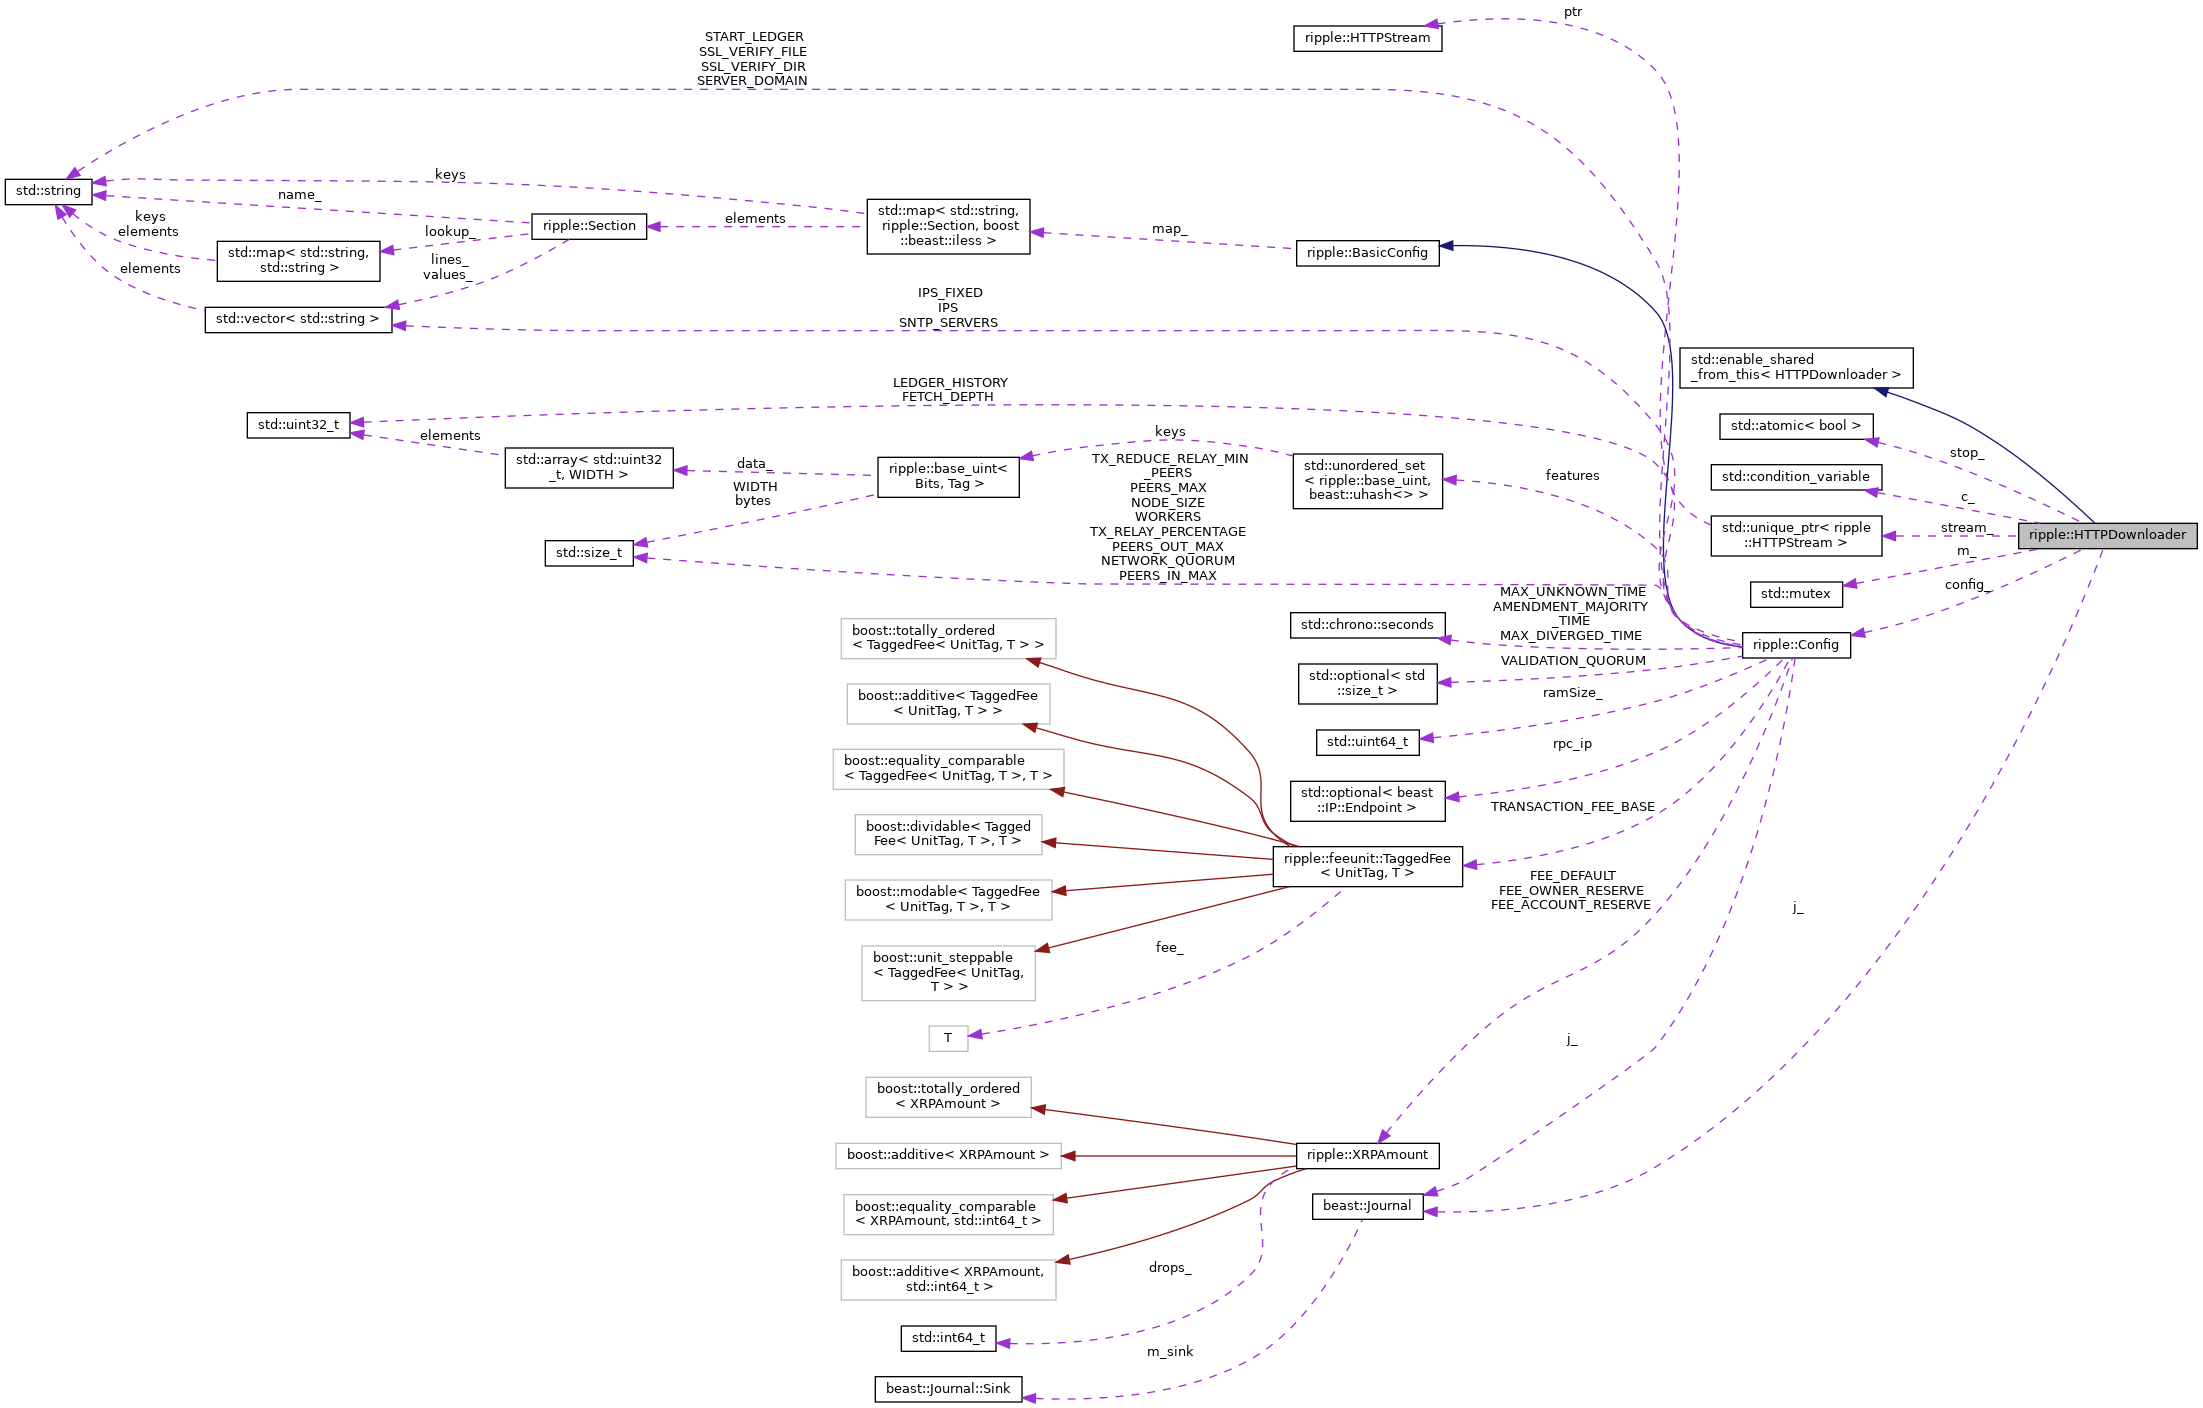 ptr
ripple::HTTPStream
START_LEDGER
SSL_VERIFY_FILE
SSL_VERIFY_DIR
SERVER_DOMAIN
std::string
keys
name_
keys
elements
elements
std::map< std::string,
std::string >
std::vector< std::string >
ripple::Section
lookup_
lines_
values_
elements
std::map< std::string,
ripple::Section, boost
::beast::iless >
map_
ripple::BasicConfig
IPS_FIXED
IPS
SNTP_SERVERS
LEDGER_HISTORY
FETCH_DEPTH
std::uint32_t
elements
std::array< std::uint32
_t, WIDTH >
data_
WIDTH
bytes
std::size_t
ripple::base_uint<
Bits, Tag >
keys
std::unordered_set
< ripple::base_uint,
beast::uhash<> >
features
TX_REDUCE_RELAY_MIN
_PEERS
PEERS_MAX
NODE_SIZE
WORKERS
TX_RELAY_PERCENTAGE
PEERS_OUT_MAX
NETWORK_QUORUM
PEERS_IN_MAX
std::enable_shared
_from_this< HTTPDownloader >
std::atomic< bool >
stop_
std::condition_variable
c_
std::unique_ptr< ripple
::HTTPStream >
stream_
ripple::HTTPDownloader
m_
std::mutex
config_
ripple::Config
MAX_UNKNOWN_TIME
AMENDMENT_MAJORITY
_TIME
MAX_DIVERGED_TIME
std::chrono::seconds
VALIDATION_QUORUM
std::optional< std
::size_t >
ramSize_
std::uint64_t
rpc_ip
std::optional< beast
::IP::Endpoint >
TRANSACTION_FEE_BASE
ripple::feeunit::TaggedFee
< UnitTag, T >
boost::totally_ordered
< TaggedFee< UnitTag, T > >
boost::additive< TaggedFee
< UnitTag, T > >
boost::equality_comparable
< TaggedFee< UnitTag, T >, T >
boost::dividable< Tagged
Fee< UnitTag, T >, T >
boost::modable< TaggedFee
< UnitTag, T >, T >
boost::unit_steppable
< TaggedFee< UnitTag,
T > >
fee_
T
FEE_DEFAULT
FEE_OWNER_RESERVE
FEE_ACCOUNT_RESERVE
j_
j_
boost::totally_ordered
< XRPAmount >
boost::additive< XRPAmount >
ripple::XRPAmount
boost::equality_comparable
< XRPAmount, std::int64_t >
beast::Journal
boost::additive< XRPAmount,
std::int64_t >
drops_
std::int64_t
m_sink
beast::Journal::Sink